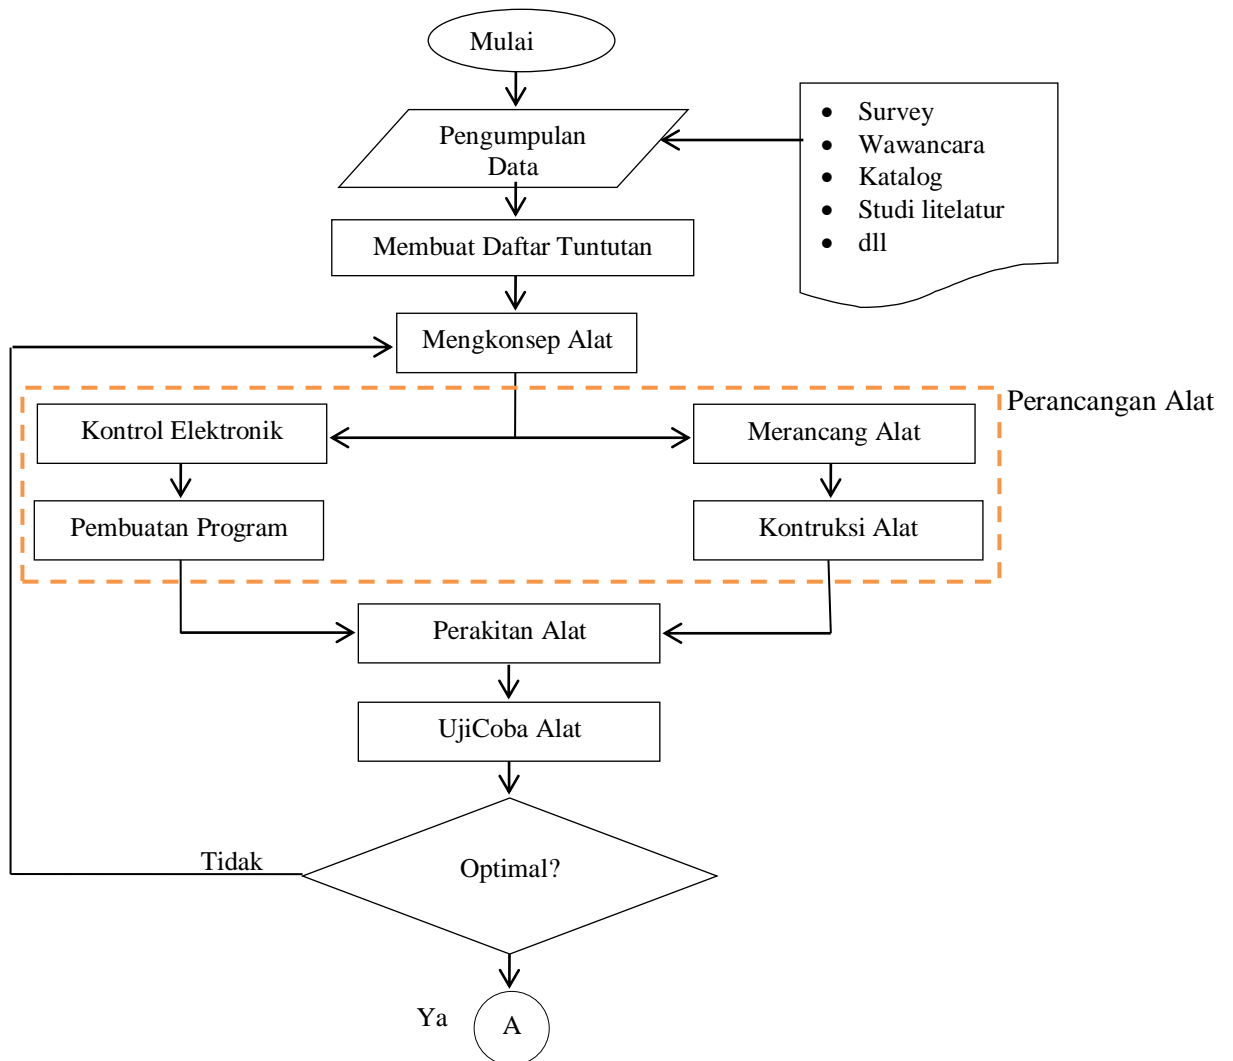 Mulai
Pengumpulan
Data
• Survey
• Wawancara
• Katalog
• Studi litelatur
• dll
Membuat Daftar Tuntutan
Mengkonsep Alat
Perancangan Alat
Kontrol Elektronik
Merancang Alat
Pembuatan Program
Kontruksi Alat
Perakitan Alat
UjiCoba Alat
Optimal?
Tidak
Ya
A